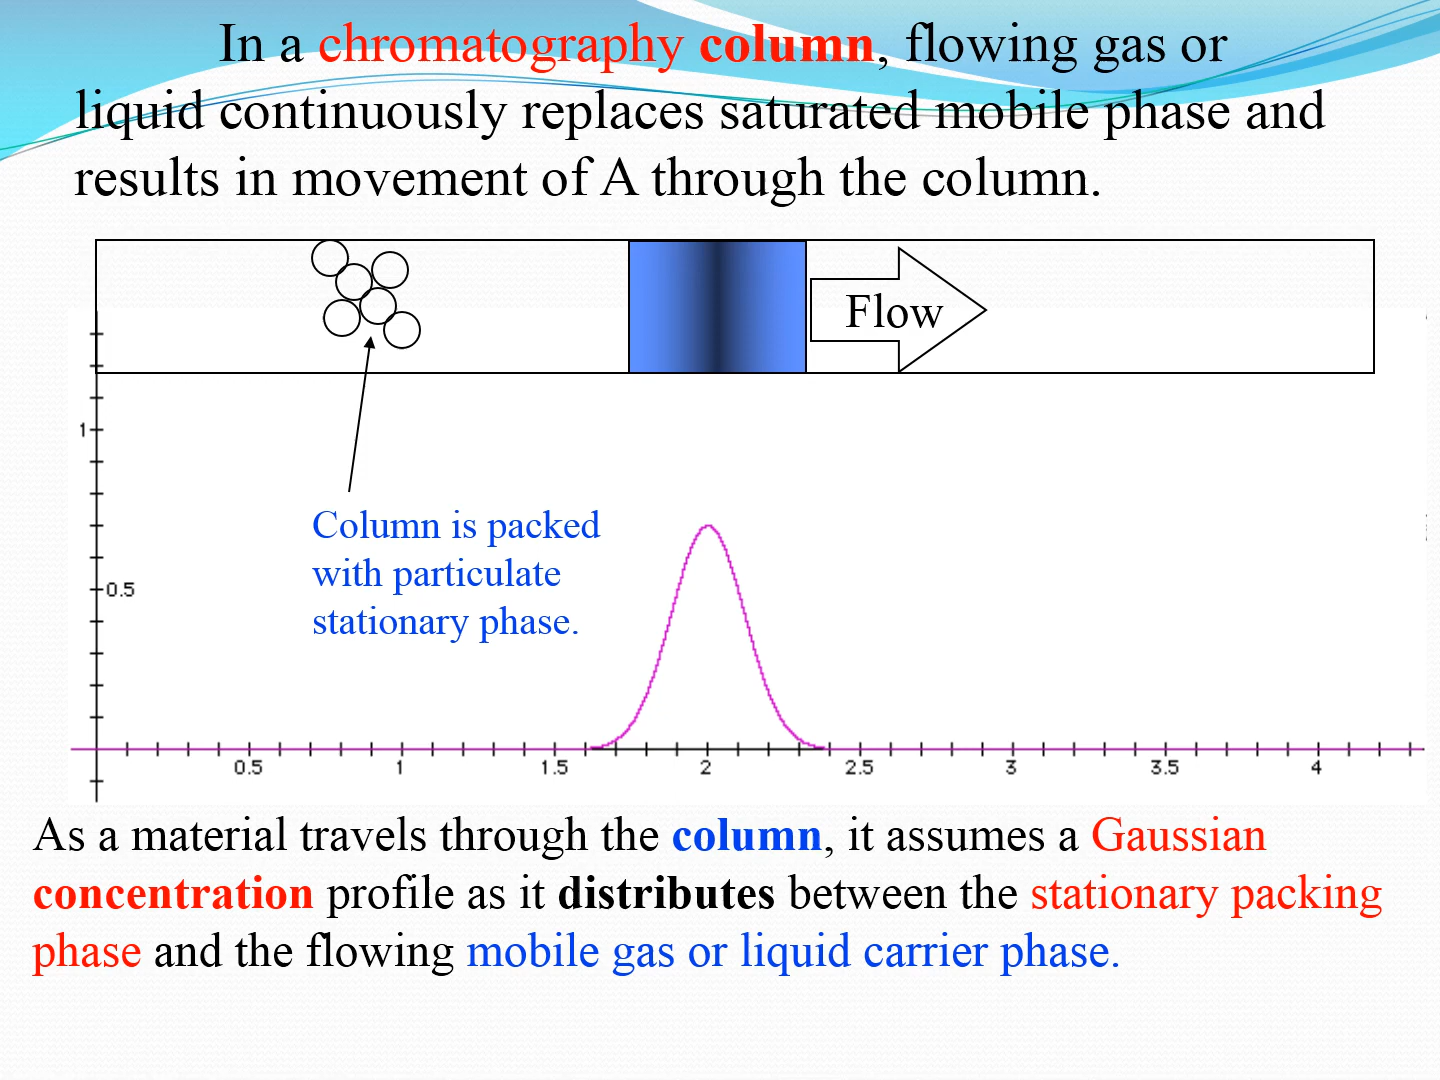 In a chromatography column, flowing gas or
liquid continuously replaces saturated mobile phase and
results in movement of A through the column.
Flow
1
Column is packed
with particulate
stationary phase.
0.5
0.5 1 1.5 2 2.5 3 3.5 4
As a material travels through the column, it assumes a Gaussian
concentration profile as it distributes between the stationary packing
phase and the flowing mobile gas or liquid carrier phase.